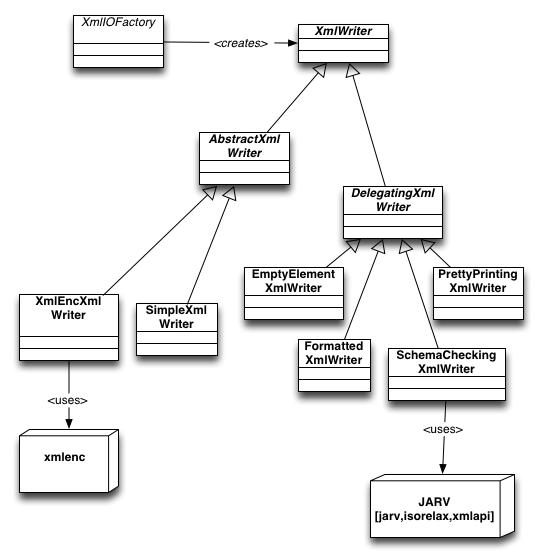 XmlIOFactory
<creates>
XmlWriter
AbstractXml
Writer
DelegatingXml
Writer
XmlEncXml
Writer
SimpleXml
Writer
EmptyElement
XmlWriter
PrettyPrinting
XmlWriter
Formatted
XmlWriter
SchemaChecking
XmlWriter
<uses>
<uses>
xmlenc
JARV
[jarv,isorelax,xmlapi]